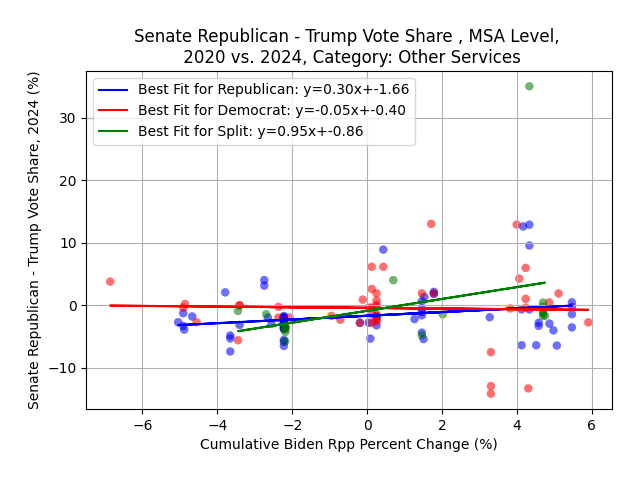 Senate Republican - Trump Vote Share , MSA Level,
2020 vs. 2024, Category: Other Services
Best Fit for Republican: y=0.30x+-1.66
Best Fit for Democrat: y=-0.05x+-0.40
Best Fit for Split: y=0.95x+-0.86
Senate Republican - Trump Vote Share, 2024 (%)
30
20
10
0
−10
−6 −4 −2 0 2 4 6
Cumulative Biden Rpp Percent Change (%)